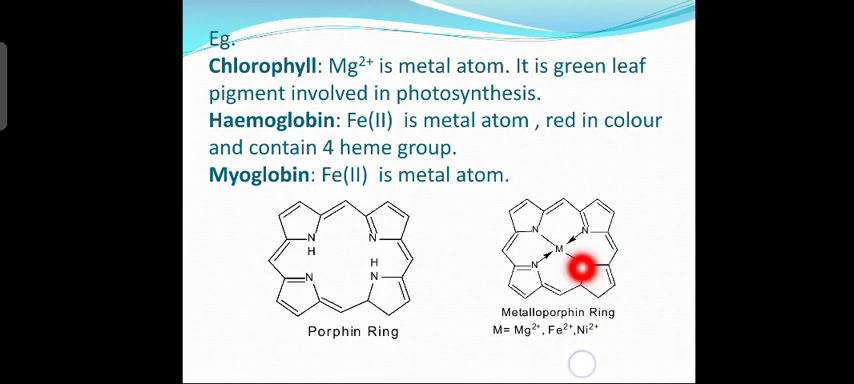 Eg.
Chlorophyll: Mg²⁺ is metal atom. It is green leaf
pigment involved in photosynthesis.
Haemoglobin: Fe(II) is metal atom , red in colour
and contain 4 heme group.
Myoglobin: Fe(II) is metal atom.
N N
H
H
N N
N N
M
N
Porphin Ring
Metalloporphin Ring
M= Mg²⁺, Fe²⁺,Ni²⁺